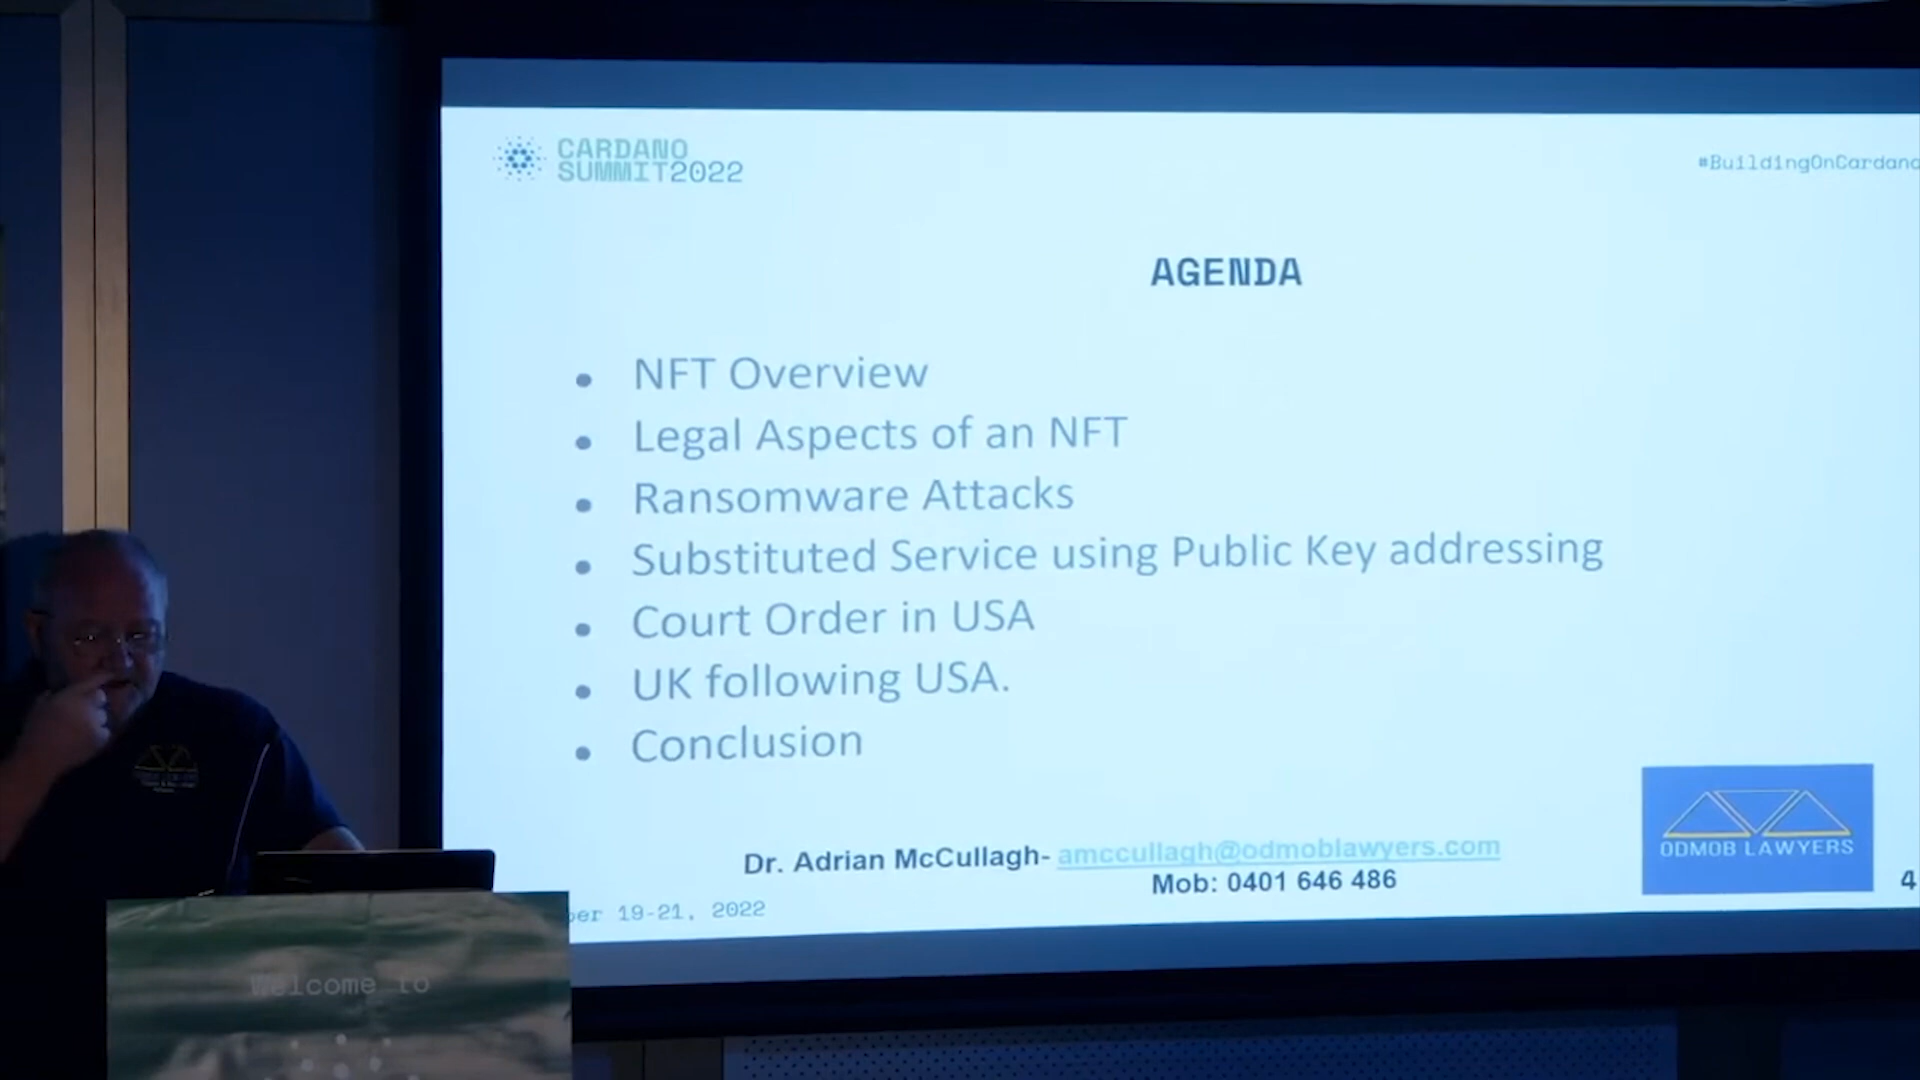 CARDANO
SUMMIT2022
#BuildingOnCardano
AGENDA
• NFT Overview
• Legal Aspects of an NFT
• Ransomware Attacks
• Substituted Service using Public Key addressing
• Court Order in USA
• UK following USA.
• Conclusion
Dr. Adrian McCullagh- amccullagh@odmoblawyers.com
Mob: 0401 646 486
ODMOB LAWYERS
4
19-21, 2022
Welcome to